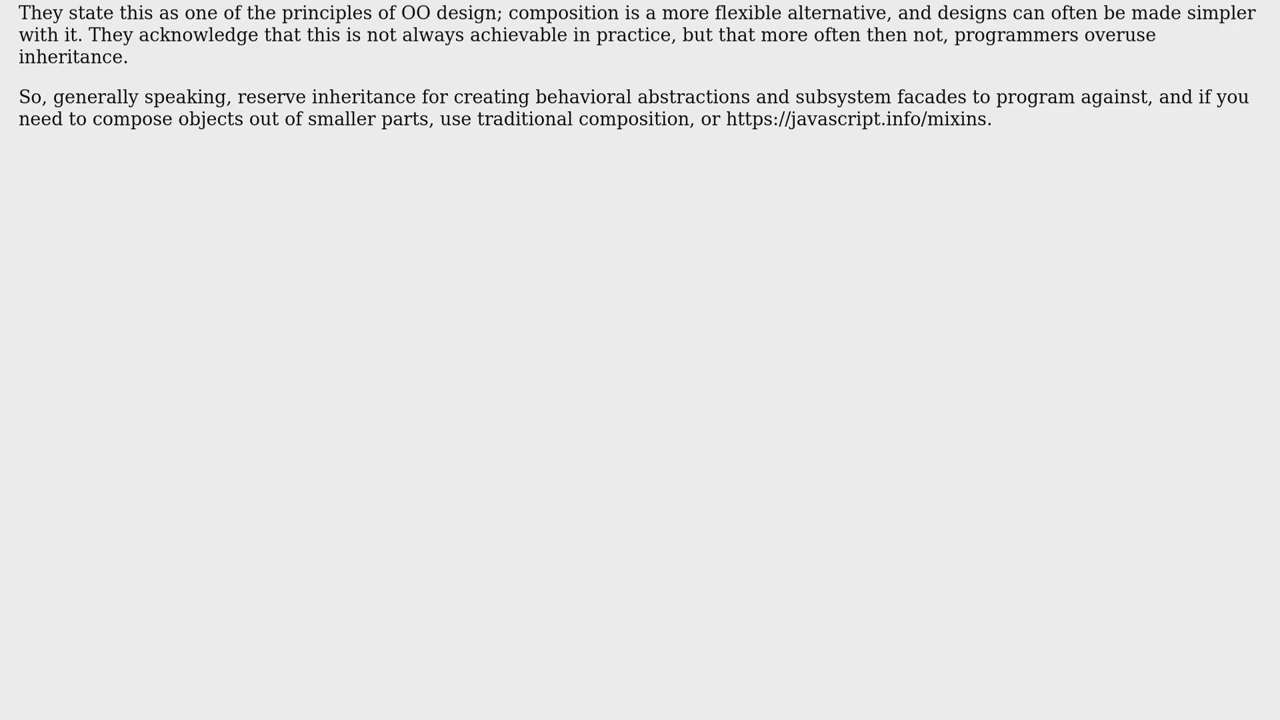 They state this as one of the principles of OO design; composition is a more flexible alternative, and designs can often be made simpler
with it. They acknowledge that this is not always achievable in practice, but that more often then not, programmers overuse
inheritance.
So, generally speaking, reserve inheritance for creating behavioral abstractions and subsystem facades to program against, and if you
need to compose objects out of smaller parts, use traditional composition, or https://javascript.info/mixins.